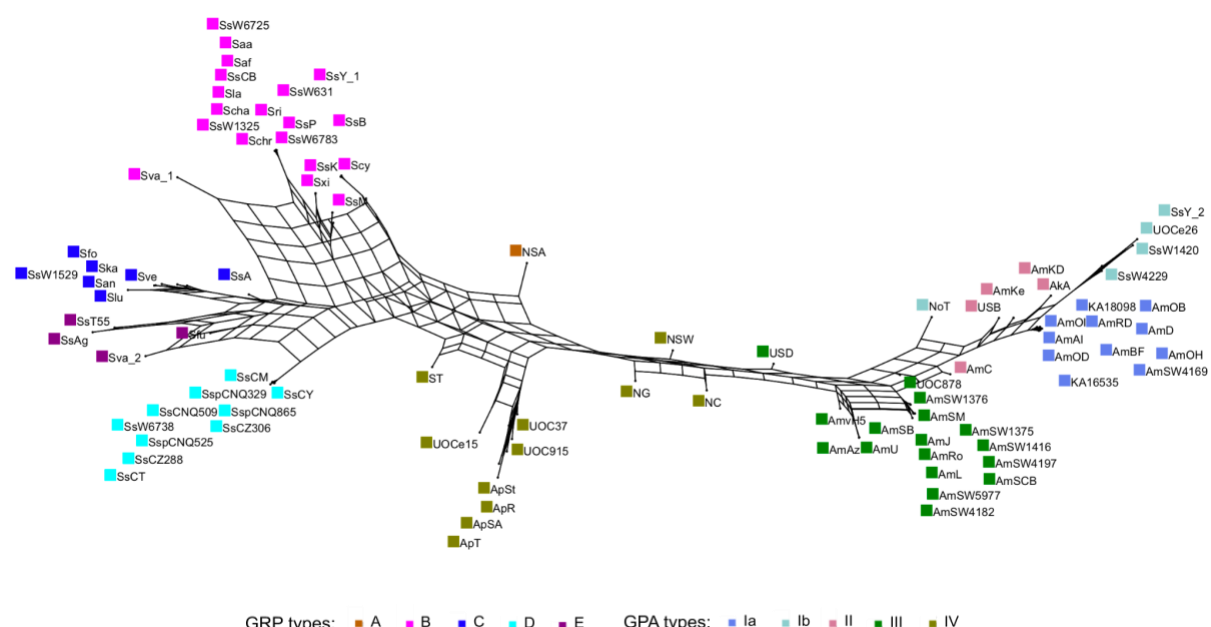 SsW6725
Saa
Saf
SsCB
SsY_1
Sla
SsW631
Scha
Sri
SsW1325
SsP
SsB
Schr
SsW6783
Sva_1
SsK
Scy
Sxi
SsM
SsY_2
UOCe26
SsW1420
SsW4229
NSA
Sfo
Ska
SsW1529
San
Sve
SsA
Slu
AmKD
AkA
AmKe
USB
NoT
KA18098
AmOB
AmOI
AmRD
AmD
AmAI
AmOD
AmBF
AmOH
AmSW4169
KA16535
AmC
SsT55
SsAg
Sfu
Sva_2
NSW
USD
ST
NG
NC
UOC878
AmSW1376
AmSM
SsCM
SspCNQ329
SsCY
SsCNQ509
SspCNQ865
SsW6738
SsCZ306
SspCNQ525
SsCZ288
SsCT
UOCe15
UOC37
UOC915
AmvH5
AmSB
AmAz
AmU
AmJ
AmSW1375
AmRo
AmSW1416
AmSW4197
AmL
AmSCB
AmSW5977
AmSW4182
ApSt
ApR
ApSA
ApT
GRP types: A B C D E GPA types: Ia Ib II III IV